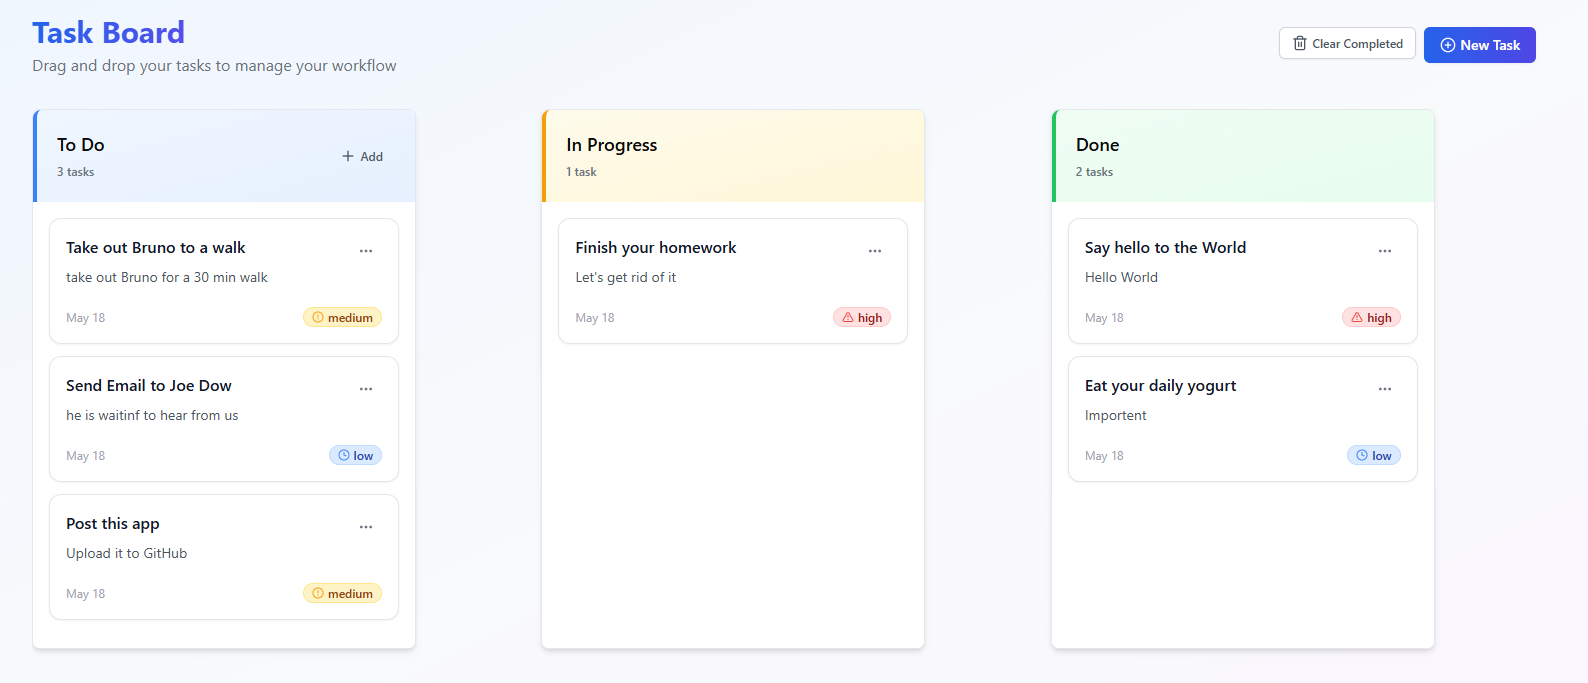 Task Board
Drag and drop your tasks to manage your workflow
Clear Completed
New Task
To Do
3 tasks
Add
Take out Bruno to a walk
take out Bruno for a 30 min walk
May 18
medium
Send Email to Joe Dow
he is waitinf to hear from us
May 18
low
Post this app
Upload it to GitHub
May 18
medium
In Progress
1 task
Finish your homework
Let's get rid of it
May 18
high
Done
2 tasks
Say hello to the World
Hello World
May 18
high
Eat your daily yogurt
Importent
May 18
low